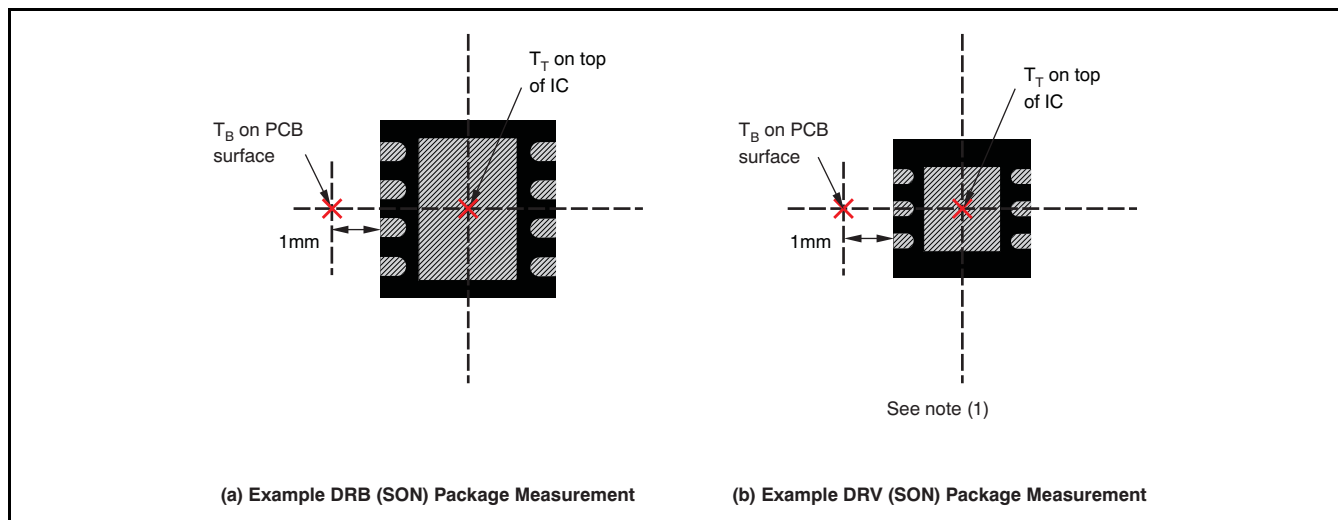 T_T on top
of IC
T_B on PCB
surface
1mm
(a) Example DRB (SON) Package Measurement
T_T on top
of IC
T_B on PCB
surface
1mm
See note (1)
(b) Example DRV (SON) Package Measurement